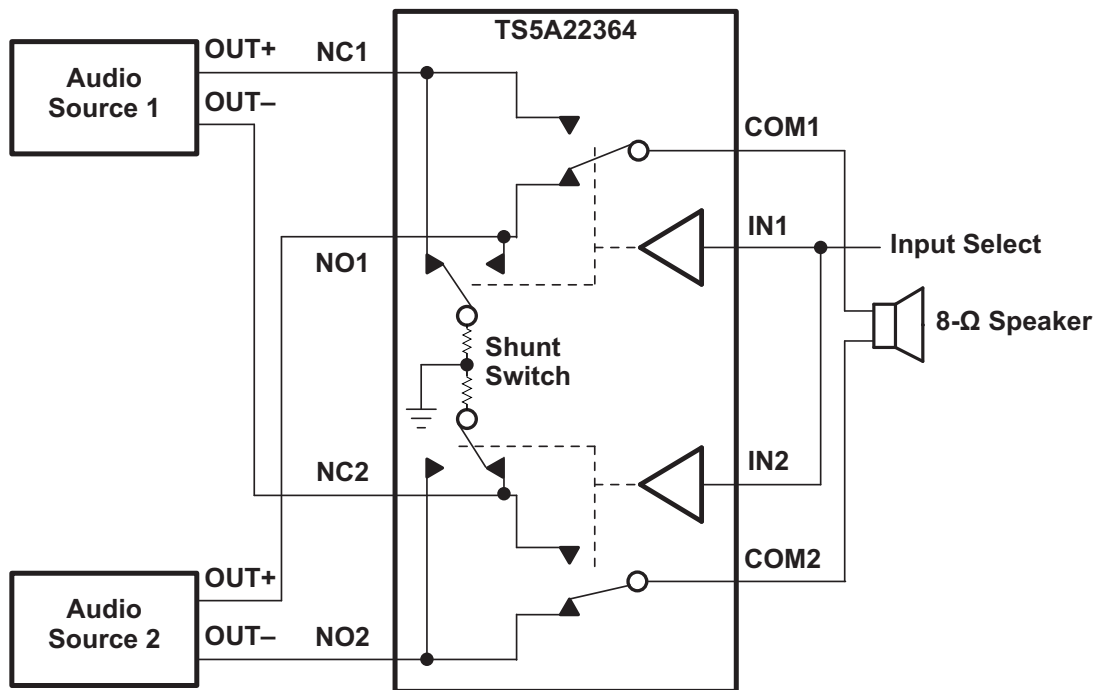 TS5A22364
Audio
Source 1
OUT+
OUT–
NC1
COM1
IN1
Input Select
NO1
8-Ω Speaker
Shunt
Switch
NC2
IN2
COM2
Audio
Source 2
OUT+
OUT–
NO2